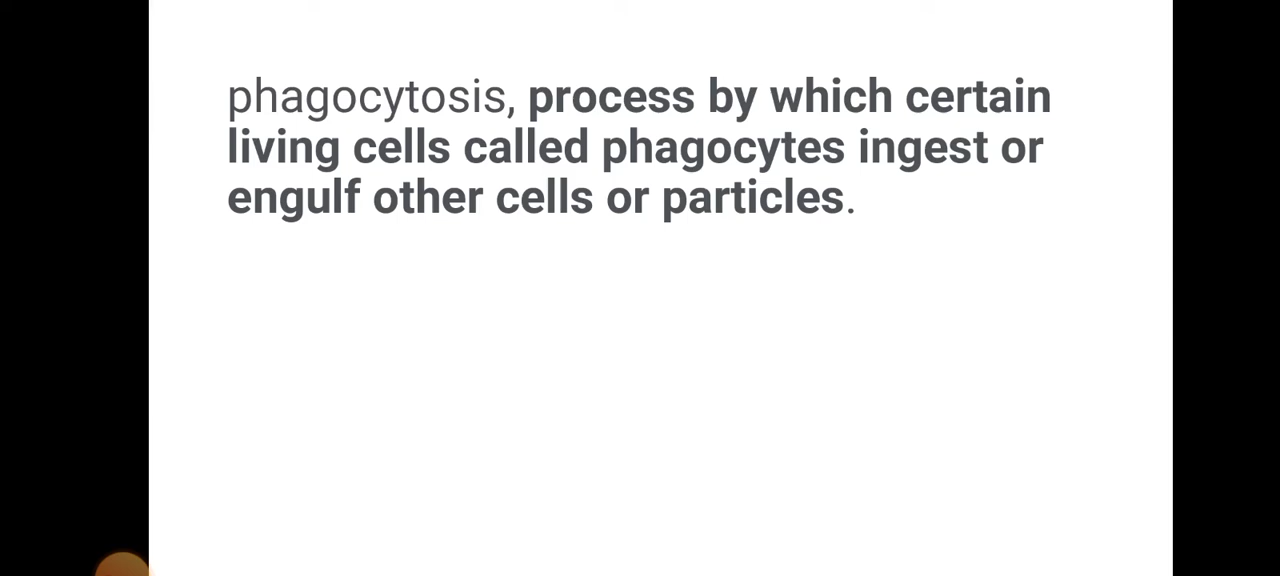 phagocytosis, process by which certain
living cells called phagocytes ingest or
engulf other cells or particles.